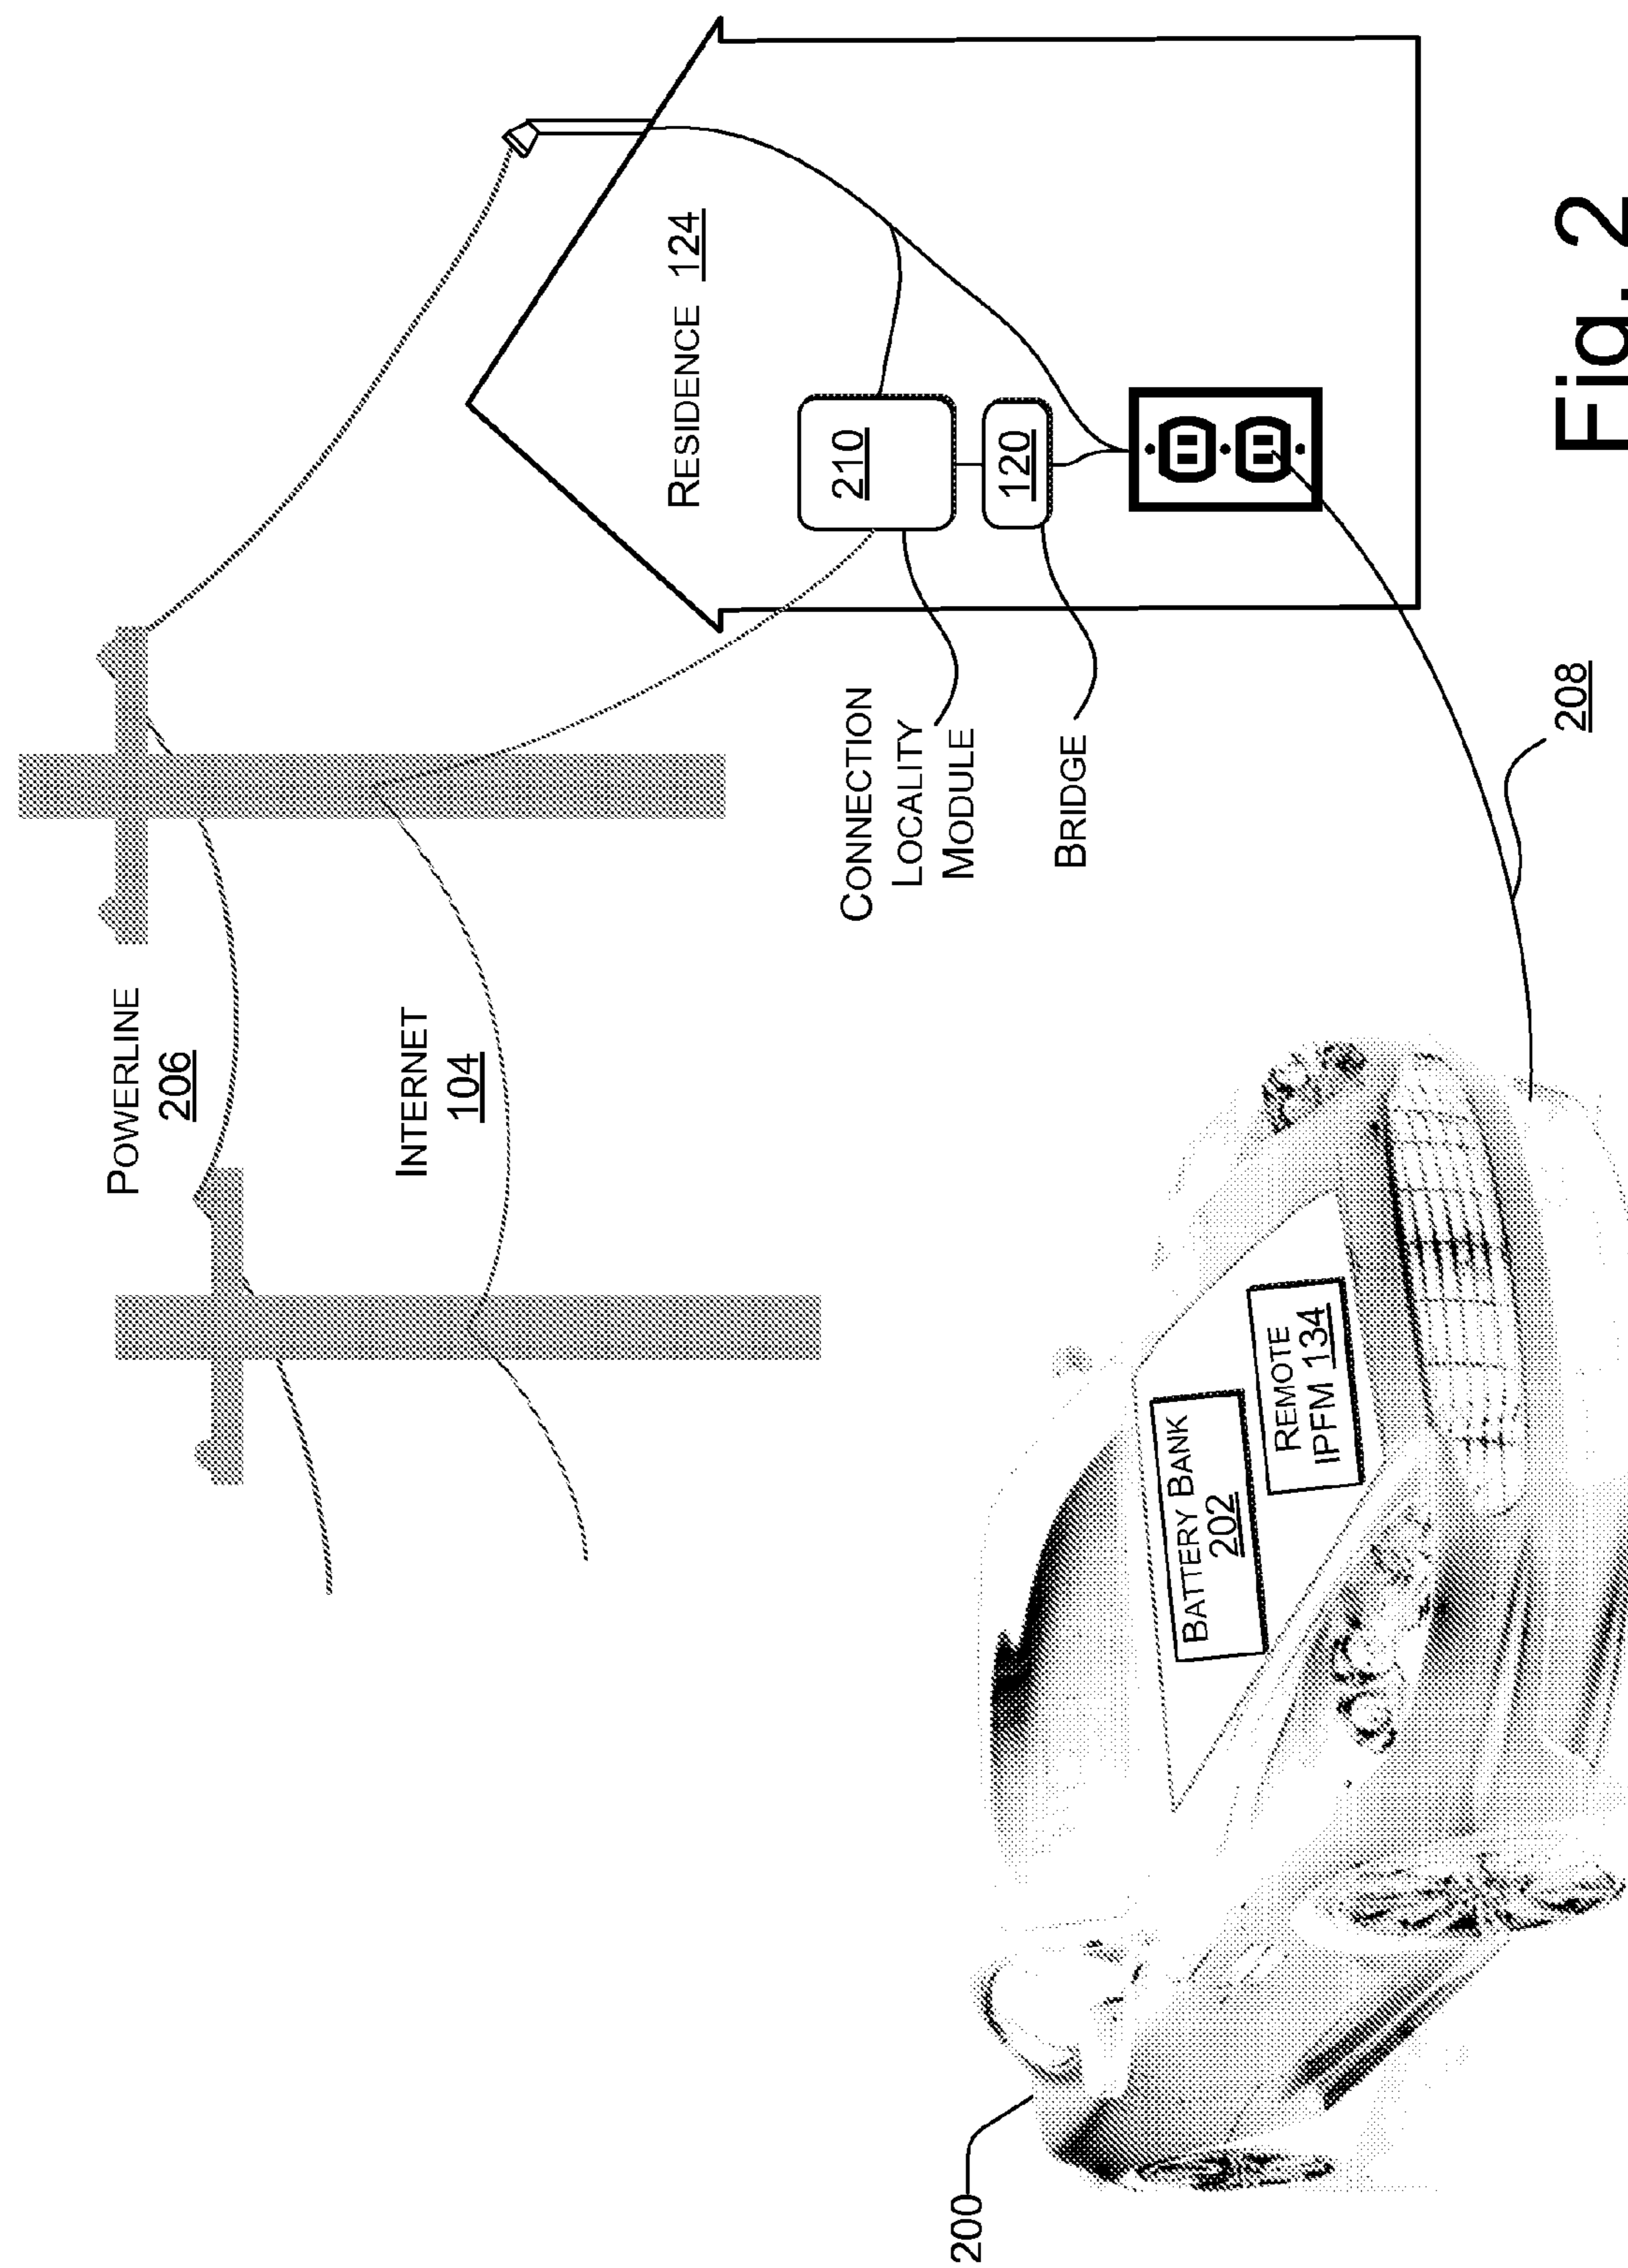 POWERLINE
206
INTERNET
104
RESIDENCE 124
210
120
CONNECTION
LOCALITY
MODULE
BRIDGE
208
BATTERY BANK
202
REMOTE
IPFM 134
200
Fig. 2